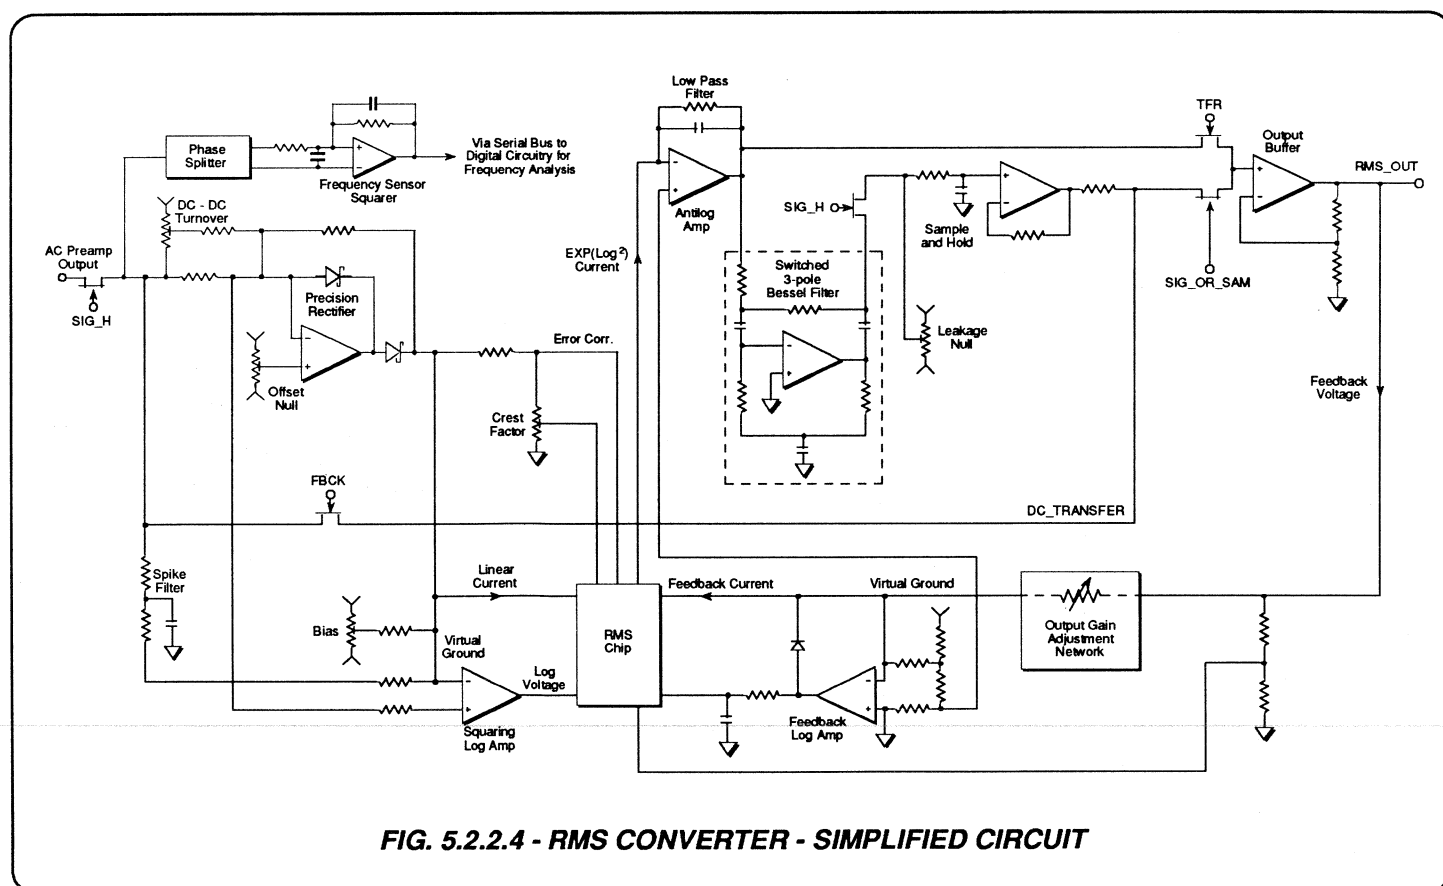 Low Pass
Filter
TFR
Output
Buffer
RMS_OUT
Phase
Splitter
Via Serial Bus to
Digital Circuitry for
Frequency Analysis
Frequency Sensor
Squarer
DC - DC
Turnover
Antilog
Amp
SIG_H
Sample
and Hold
AC Preamp
Output
EXP(Log²)
Current
Switched
3-pole
Bessel Filter
SIG_OR_SAM
Precision
Rectifier
SIG_H
Leakage
Null
Error Corr.
Offset
Null
Feedback
Voltage
Crest
Factor
FBCK
DC_TRANSFER
Spike
Filter
Linear
Current
Feedback Current
Virtual Ground
Bias
Virtual
Ground
RMS
Chip
Output Gain
Adjustment
Network
Log
Voltage
Squaring
Log Amp
Feedback
Log Amp
FIG. 5.2.2.4 - RMS CONVERTER - SIMPLIFIED CIRCUIT